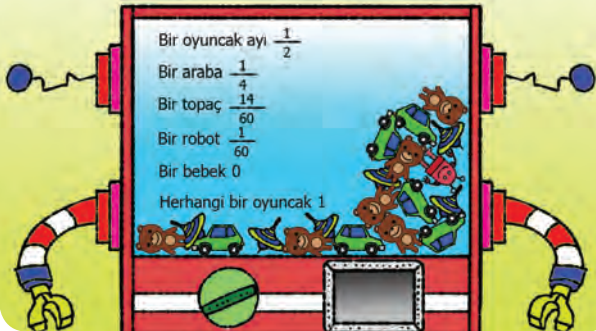 Bir oyuncak ayı 1/2
Bir araba 1/4
Bir topaç 14/60
Bir robot 1/60
Bir bebek 0
Herhangi bir oyuncak 1